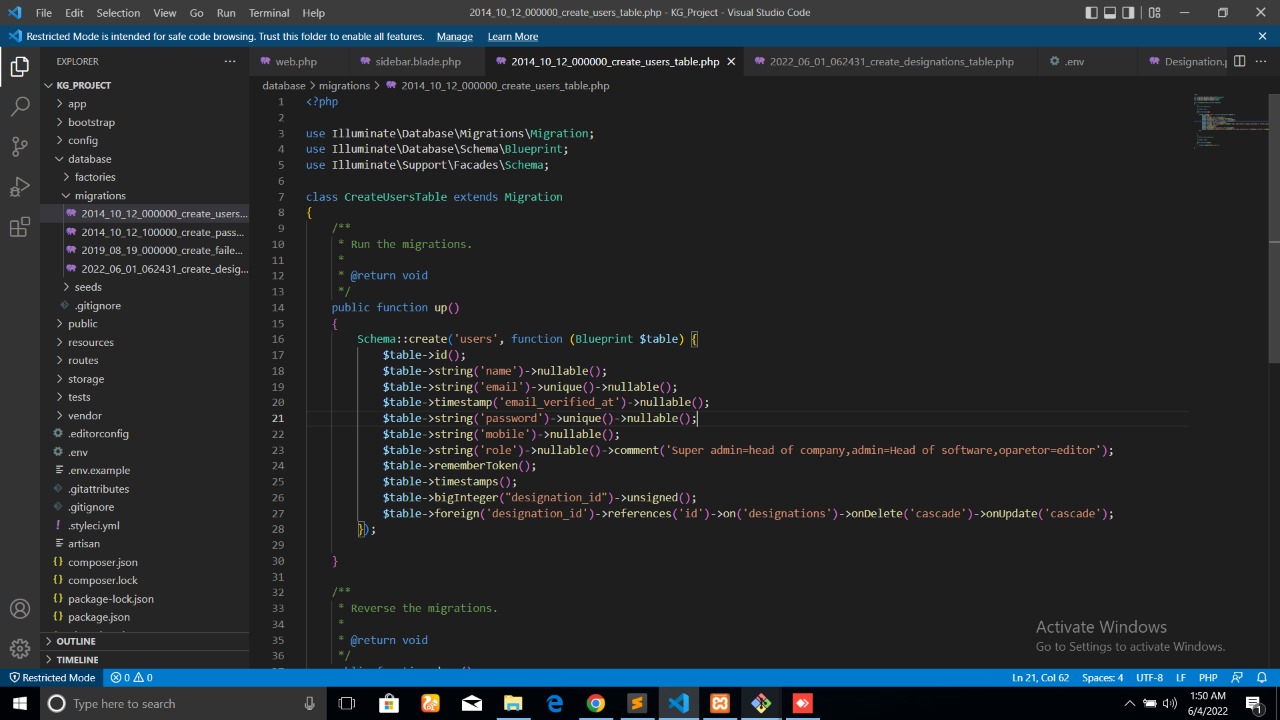 File Edit Selection View Go Run Terminal Help
2014_10_12_000000_create_users_table.php - KG_Project - Visual Studio Code
Restricted Mode is intended for safe code browsing. Trust this folder to enable all features. Manage Learn More
EXPLORER
web.php
sidebar.blade.php
2014_10_12_000000_create_users_table.php
2022_06_01_062431_create_designations_table.php
.env
Designation.p
KG_PROJECT
app
bootstrap
config
database
factories
migrations
2014_10_12_000000_create_users...
2014_10_12_100000_create_pass...
2019_08_19_000000_create_faile...
2022_06_01_062431_create_desig...
seeds
.gitignore
public
resources
routes
storage
tests
vendor
.editorconfig
.env
.env.example
.gitattributes
.gitignore
.styleci.yml
artisan
composer.json
composer.lock
package-lock.json
package.json
OUTLINE
TIMELINE
database > migrations > 2014_10_12_000000_create_users_table.php
1 <?php
2
3 use Illuminate\Database\Migrations\Migration;
4 use Illuminate\Database\Schema\Blueprint;
5 use Illuminate\Support\Facades\Schema;
6
7 class CreateUsersTable extends Migration
8 {
9 /**
10 * Run the migrations.
11 *
12 * @return void
13 */
14 public function up()
15 {
16 Schema::create('users', function (Blueprint $table) {
17 $table->id();
18 $table->string('name')->nullable();
19 $table->string('email')->unique()->nullable();
20 $table->timestamp('email_verified_at')->nullable();
21 $table->string('password')->unique()->nullable();
22 $table->string('mobile')->nullable();
23 $table->string('role')->nullable()->comment('Super admin=head of company,admin=Head of software,oparetor=editor');
24 $table->rememberToken();
25 $table->timestamps();
26 $table->bigInteger("designation_id")->unsigned();
27 $table->foreign('designation_id')->references('id')->on('designations')->onDelete('cascade')->onUpdate('cascade');
28 });
29
30 }
31
32 /**
33 * Reverse the migrations.
34 *
35 * @return void
36 */
Activate Windows
Go to Settings to activate Windows.
Restricted Mode 0 0
Ln 21, Col 62 Spaces: 4 UTF-8 LF PHP
Type here to search
1:50 AM
6/4/2022
1